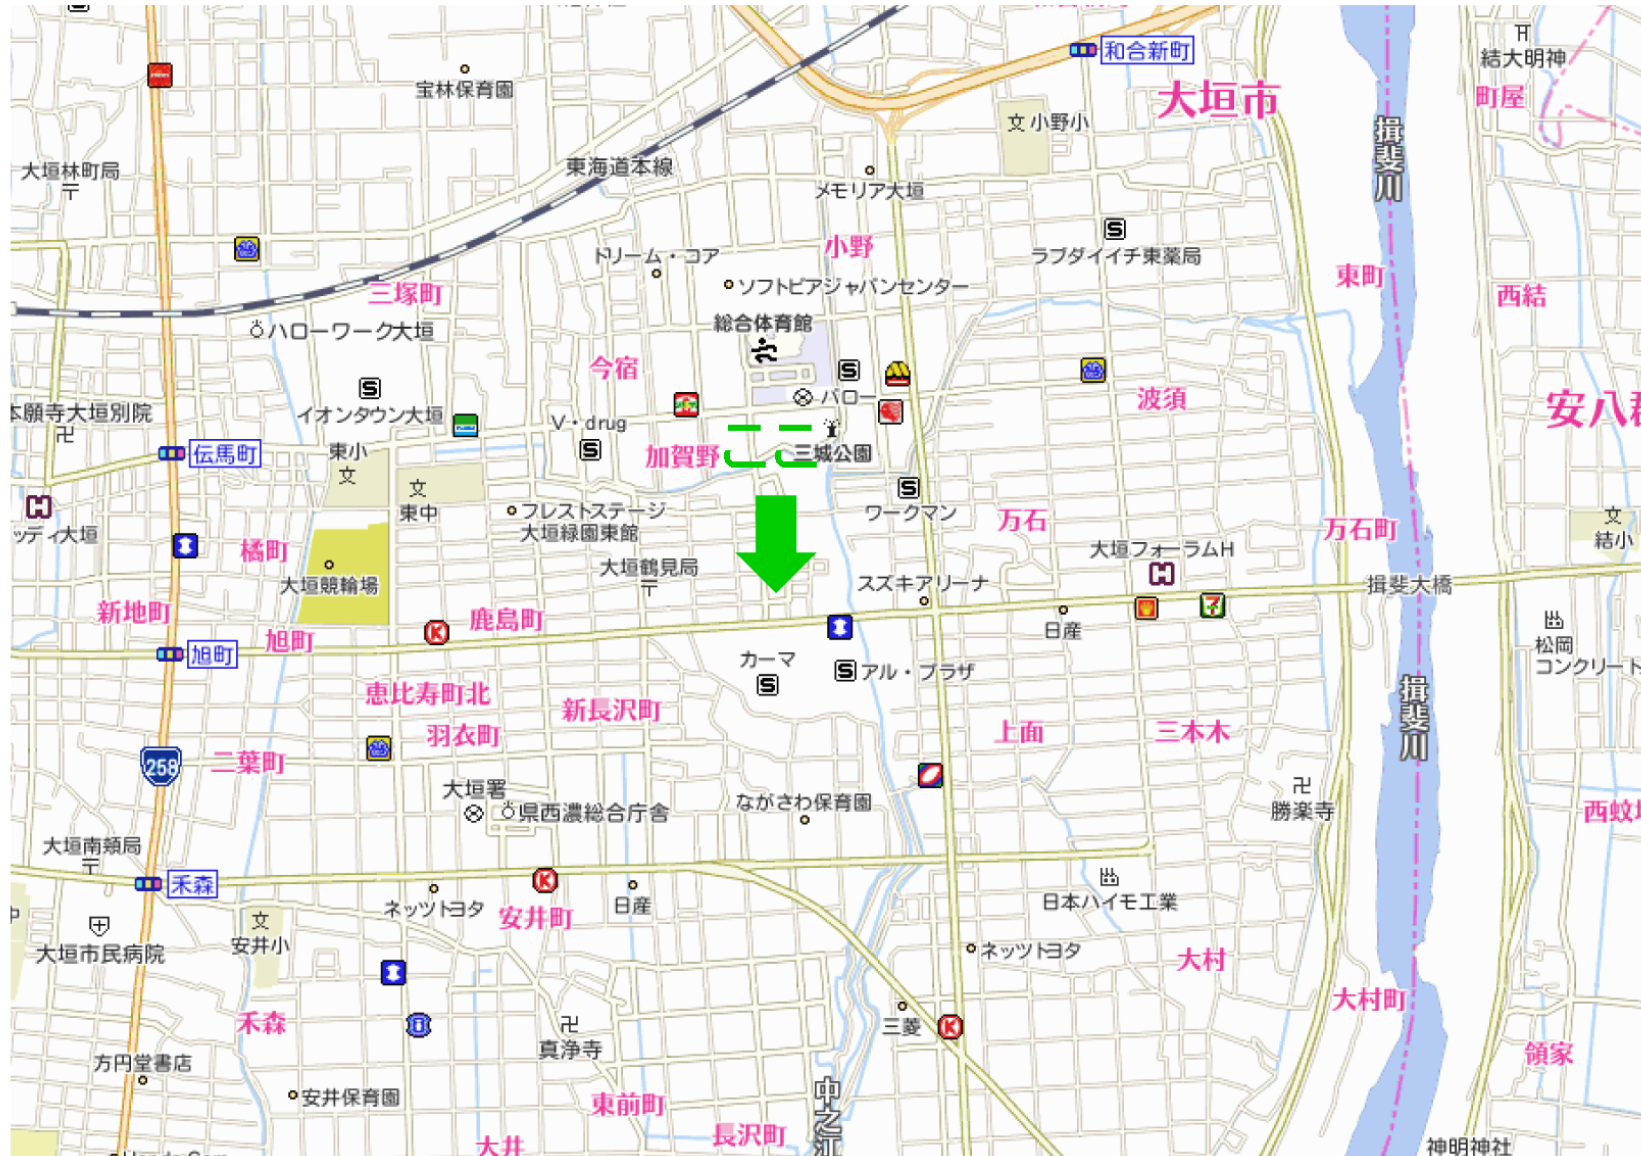 和合新町
結大明神
宝林保育園
大垣市
町屋
小野小
揖斐川
東海道本線
大垣林町局
メモリア大垣
小野
ドリーム・コア
ラブダイイチ東薬局
東町
三塚町
ソフトピアジャパンセンター
西結
ハローワーク大垣
総合体育館
今宿
バロー
波須
安八郡
イオンタウン大垣
本願寺大垣別院
V・drug
伝馬町
東小
加賀野
三城公園
東中
フレストステージ
大垣緑園東館
ワークマン
万石
万石町
ッディ大垣
橘町
大垣フォーラムH
結小
大垣鶴見局
大垣競輪場
スズキアリーナ
揖斐大橋
新地町
鹿島町
旭町
日産
松岡
コンクリート
旭町
カーマ
アル・プラザ
恵比寿町北
新長沢町
揖斐川
羽衣町
上面
三本木
二葉町
258
大垣署
県西濃総合庁舎
ながさわ保育園
勝楽寺
大垣南頬局
禾森
ネッツトヨタ
日産
安井町
日本ハイモ工業
中
大垣市民病院
安井小
ネッツトヨタ
大村
大村町
禾森
三菱
真浄寺
領家
方円堂書店
安井保育園
東前町
中之江
長沢町
大井
神明神社